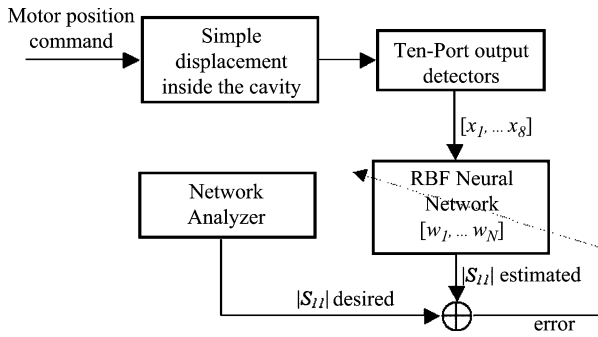 Motor position
command
Simple
displacement
inside the cavity
Ten-Port output
detectors
[x1, ... x8]
Network
Analyzer
RBF Neural
Network
[w1, ... wN]
|S11| estimated
|S11| desired
error